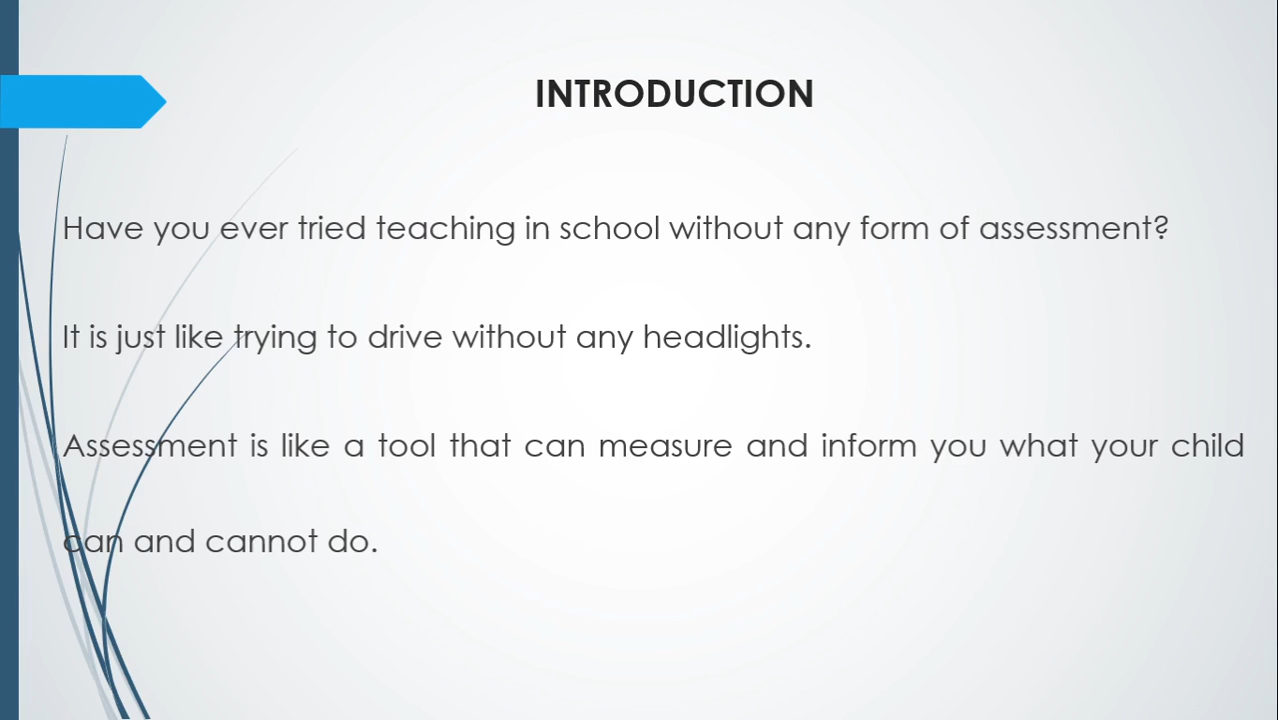 INTRODUCTION
Have you ever tried teaching in school without any form of assessment?
It is just like trying to drive without any headlights.
Assessment is like a tool that can measure and inform you what your child
can and cannot do.